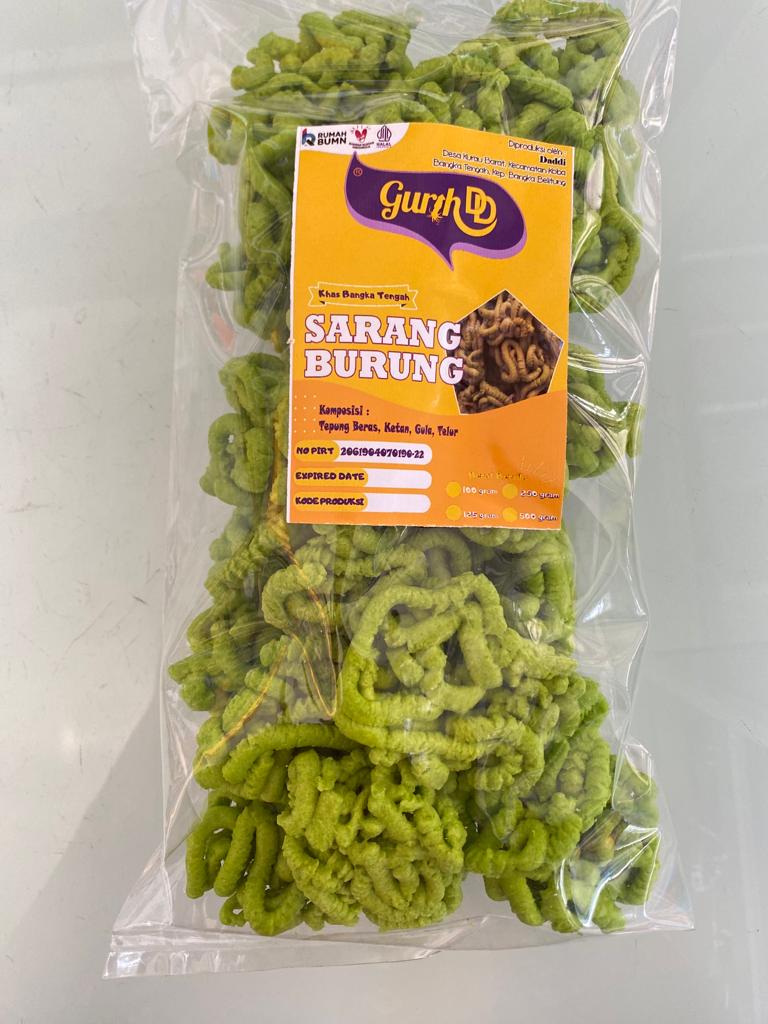 RUMAH
BUMN
HALAL
Diproduksi oleh :
Daddi
Desa Kurau Barat, Kecamatan Koba
Bangka Tengah, Kep. Bangka Belitung
®
Gurih DD
Khas Bangka Tengah
SARANG
BURUNG
Komposisi :
Tepung Beras, Ketan, Gula, Telur
NO PIRT 2061904070190-22
EXPIRED DATE
KODE PRODUKSI
100 gram 250 gram
125 gram 500 gram